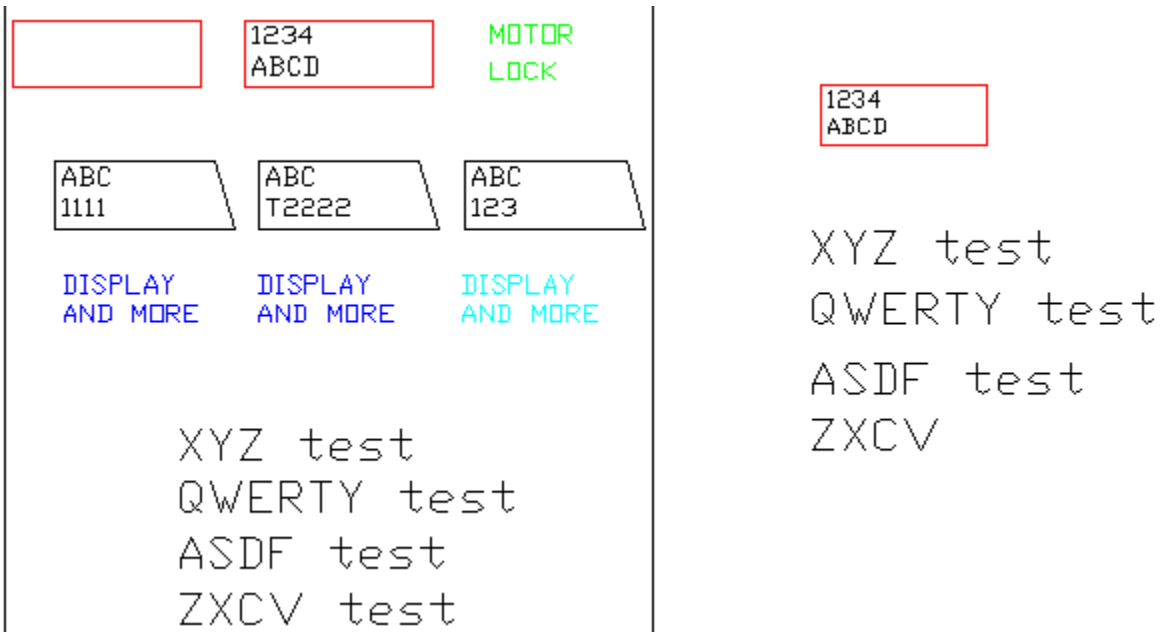 1234
ABCD
MOTOR
LOCK
ABC
1111
ABC
T2222
ABC
123
DISPLAY
AND MORE
DISPLAY
AND MORE
DISPLAY
AND MORE
XYZ test
QWERTY test
ASDF test
ZXCV test
1234
ABCD
XYZ test
QWERTY test
ASDF test
ZXCV